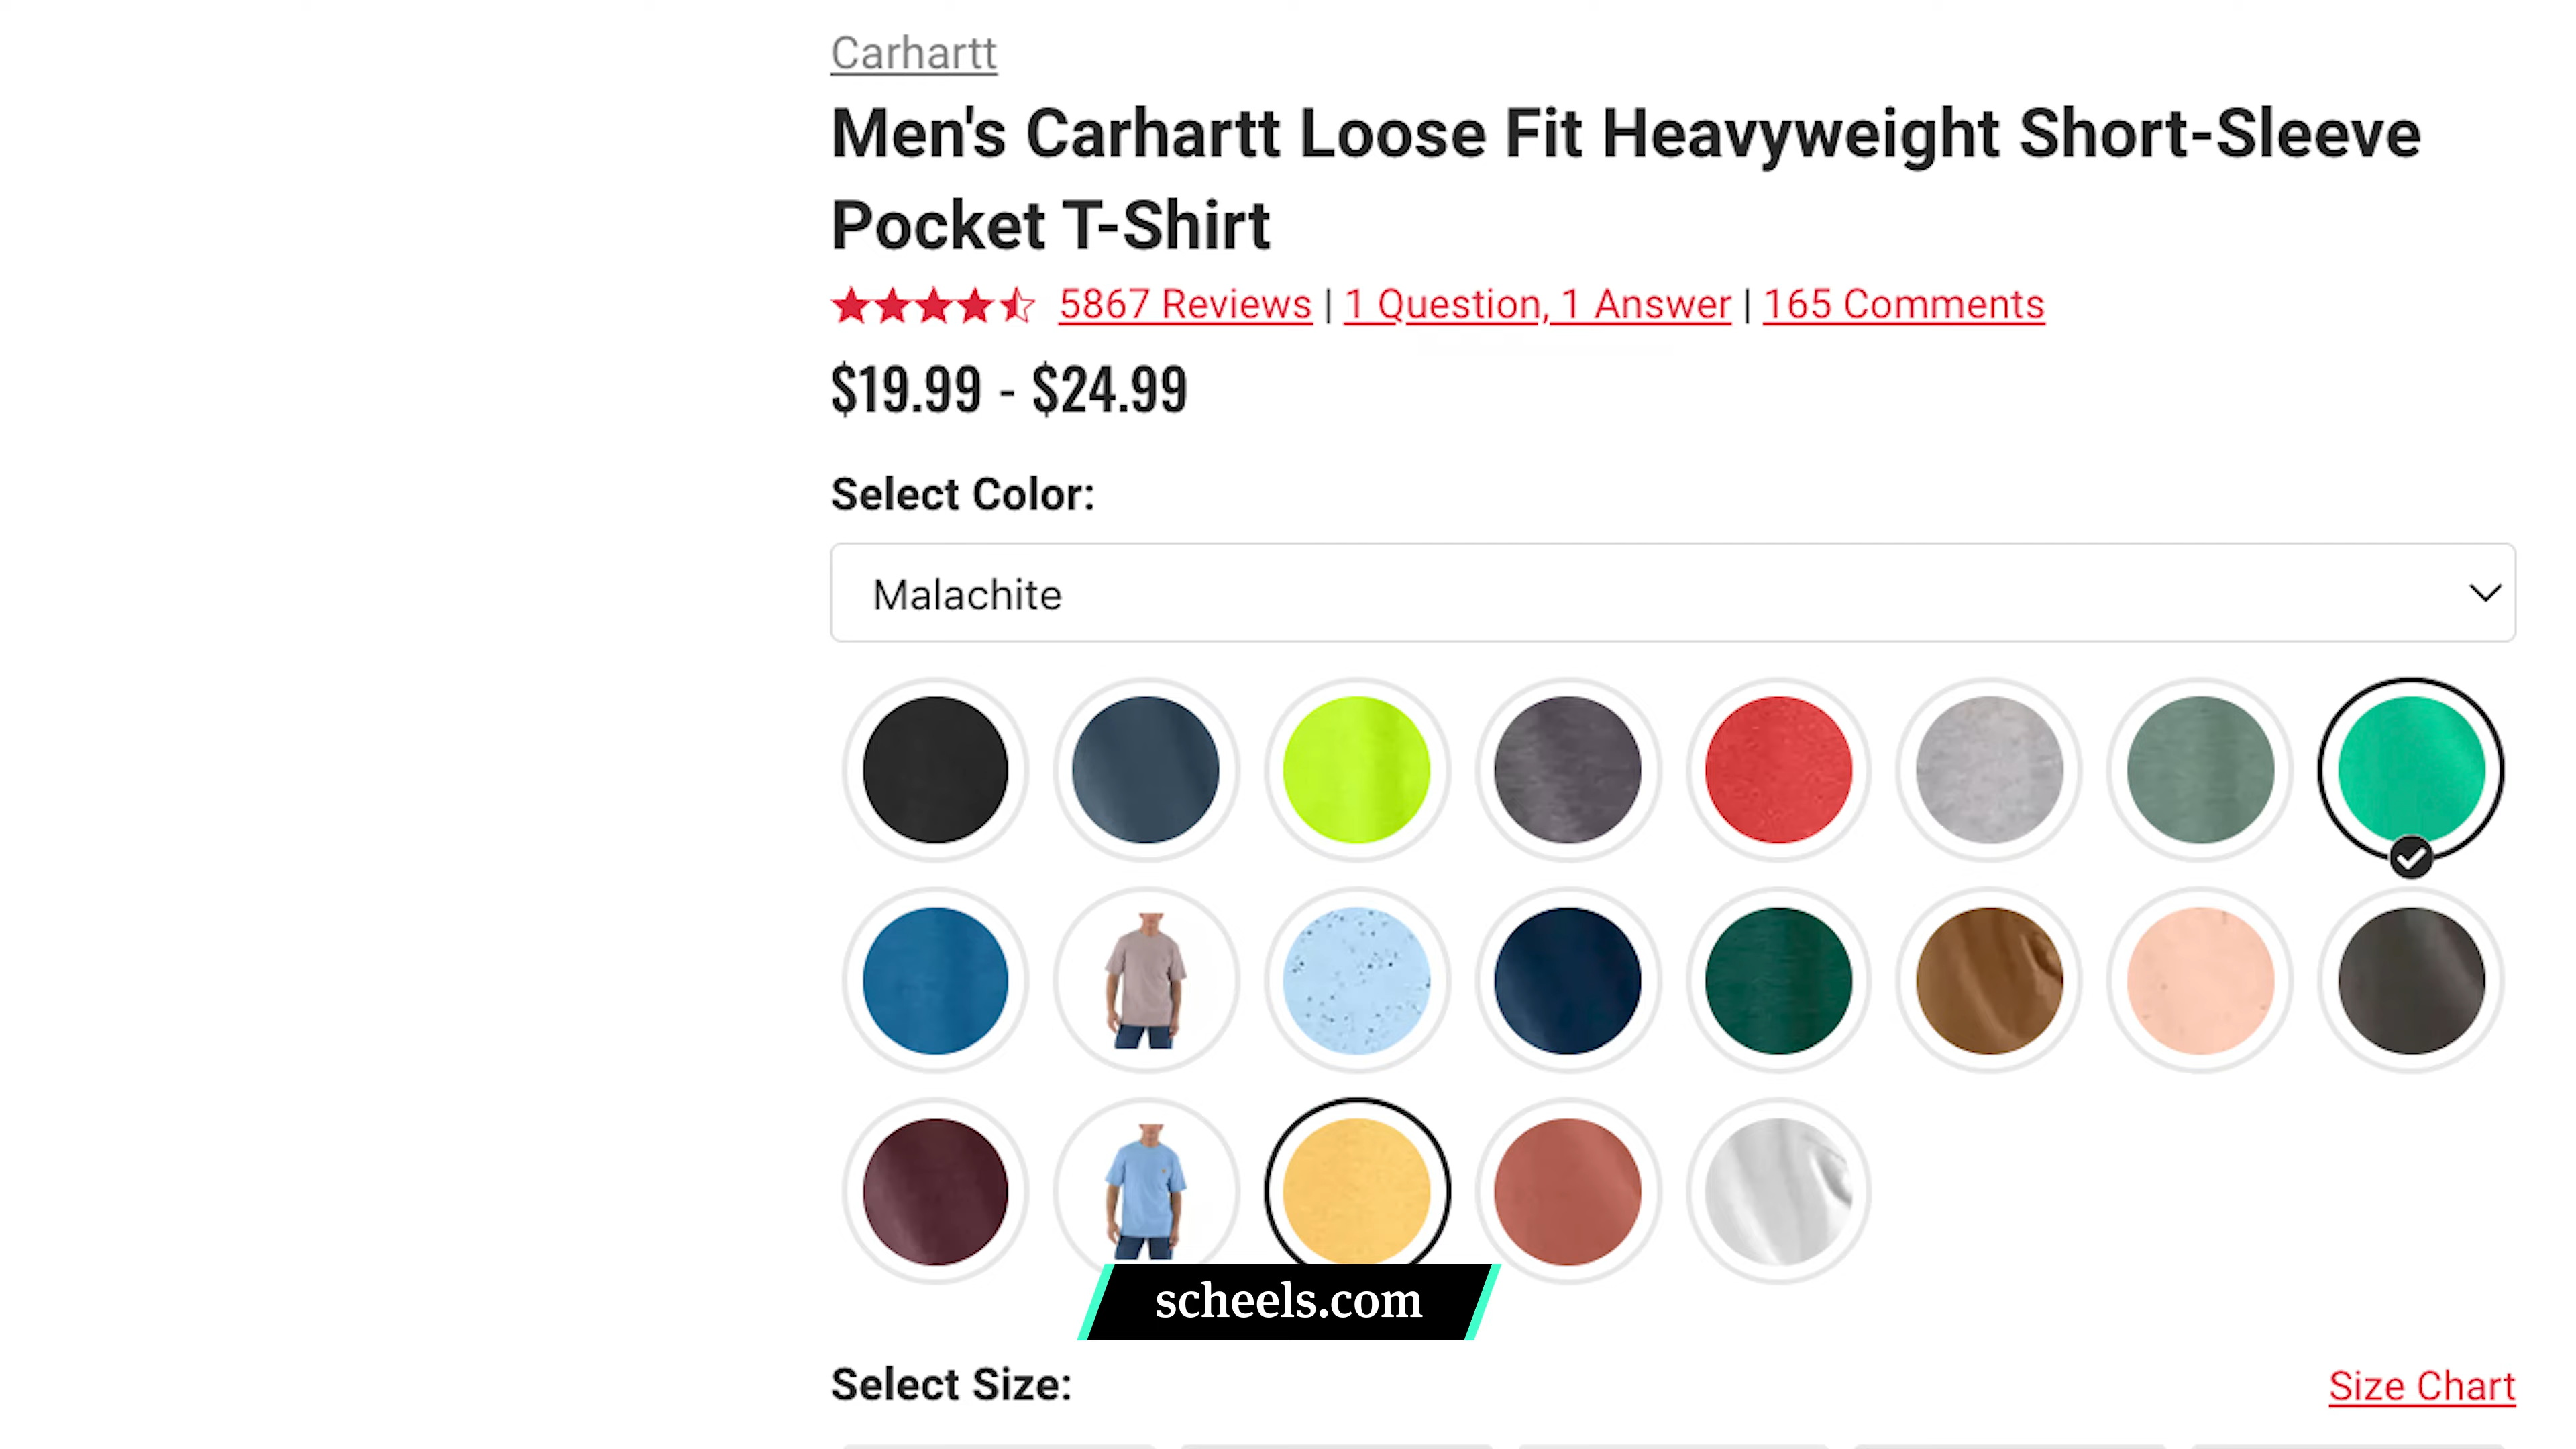 Carhartt
Men's Carhartt Loose Fit Heavyweight Short-Sleeve
Pocket T-Shirt
5867 Reviews | 1 Question, 1 Answer | 165 Comments
$19.99 - $24.99
Select Color:
Malachite
scheels.com
Select Size:
Size Chart